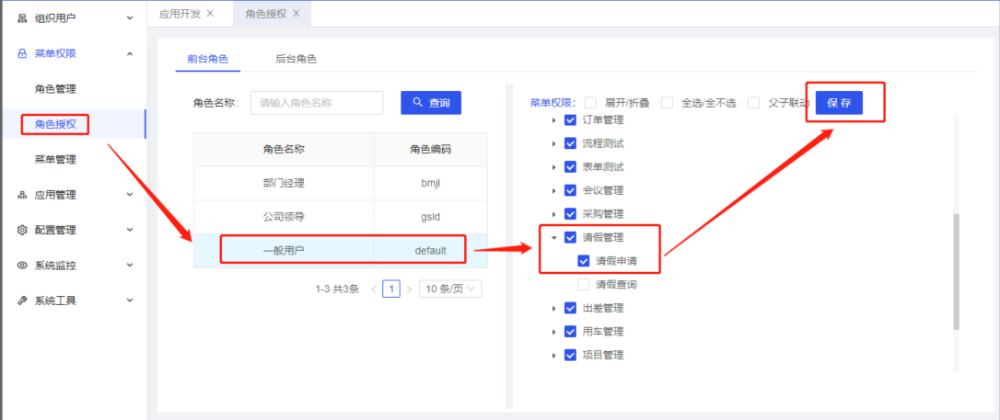 组织用户
菜单权限
角色管理
角色授权
菜单管理
应用管理
配置管理
系统监控
系统工具
应用开发 X 角色授权 X
前台角色 后台角色
角色名称: 请输入角色名称 查询
角色名称 角色编码
部门经理 bmjl
公司领导 gsld
一般用户 default
1-3 共3条 < 1 > 10 条/页
菜单权限: 展开/折叠 全选/全不选 父子联动 保存
订单管理
流程测试
表单测试
会议管理
采购管理
请假管理
请假申请
请假查询
出差管理
用车管理
项目管理